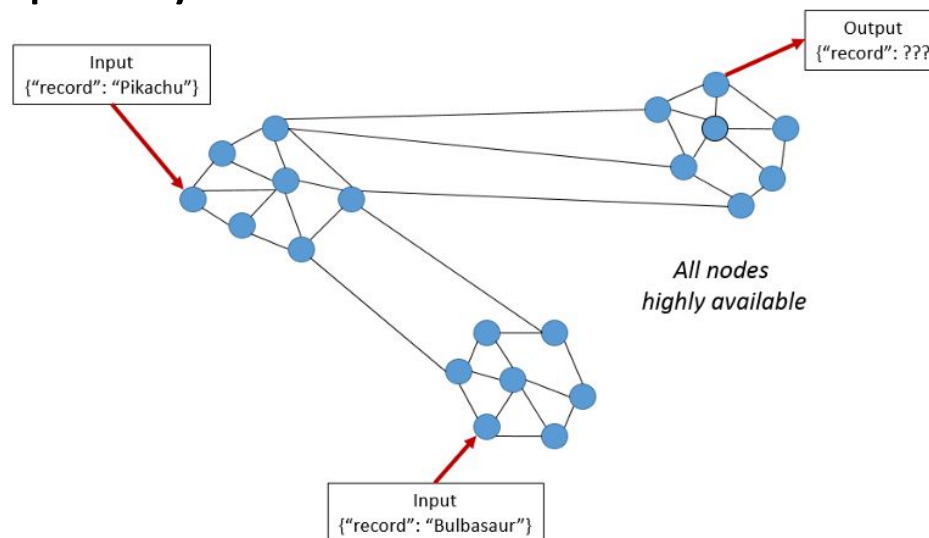 Input
{“record”: “Pikachu”}
Output
{“record”: ???
All nodes
highly available
Input
{“record”: “Bulbasaur”}